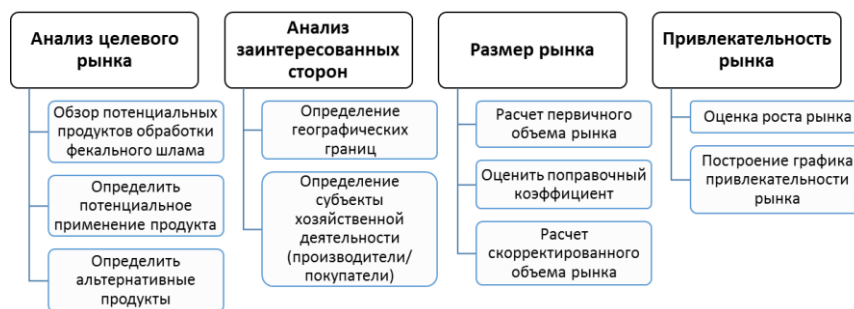 Анализ целевого
рынка
Обзор потенциальных
продуктов обработки
фекального шлама
Определить
потенциальное
применение продукта
Определить
альтернативные
продукты
Анализ
заинтересованных
сторон
Определение
географических
границ
Определение
субъекты
хозяйственной
деятельности
(производители/
покупатели)
Размер рынка
Расчет первичного
объема рынка
Оценить поправочный
коэффициент
Расчет
скорректированного
объема рынка
Привлекательность
рынка
Оценка роста рынка
Построение графика
привлекательности
рынка